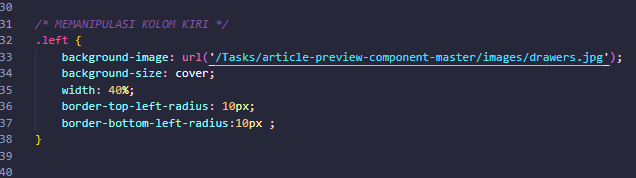 30
31 /* MEMANIPULASI KOLOM KIRI */
32 .left {
33 background-image: url('/Tasks/article-preview-component-master/images/drawers.jpg');
34 background-size: cover;
35 width: 40%;
36 border-top-left-radius: 10px;
37 border-bottom-left-radius:10px ;
38 }
39
40